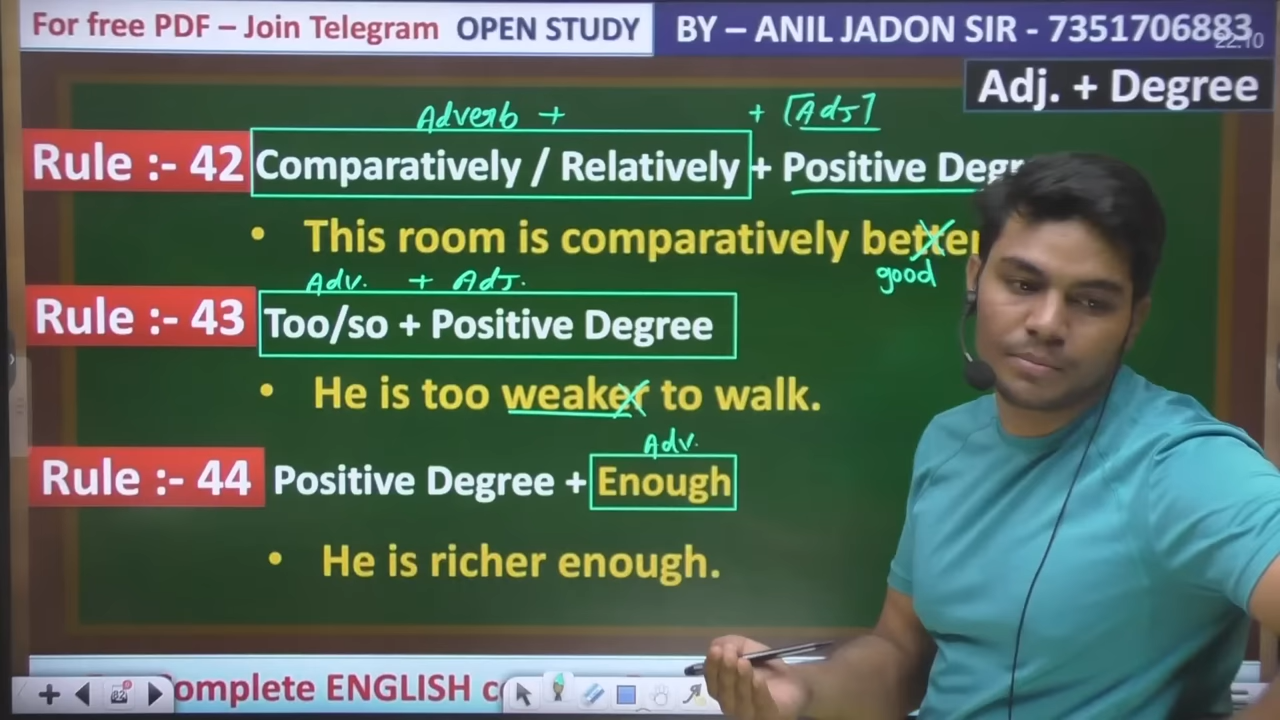 For free PDF – Join Telegram OPEN STUDY BY – ANIL JADON SIR - 7351706883
22:10
Adj. + Degree
Adverb + + [Adj]
Rule :- 42 Comparatively / Relatively + Positive Degr
• This room is comparatively better
good
Adv. + Adj.
Rule :- 43 Too/so + Positive Degree
• He is too weaker to walk.
Adv.
Rule :- 44 Positive Degree + Enough
• He is richer enough.
omplete ENGLISH c